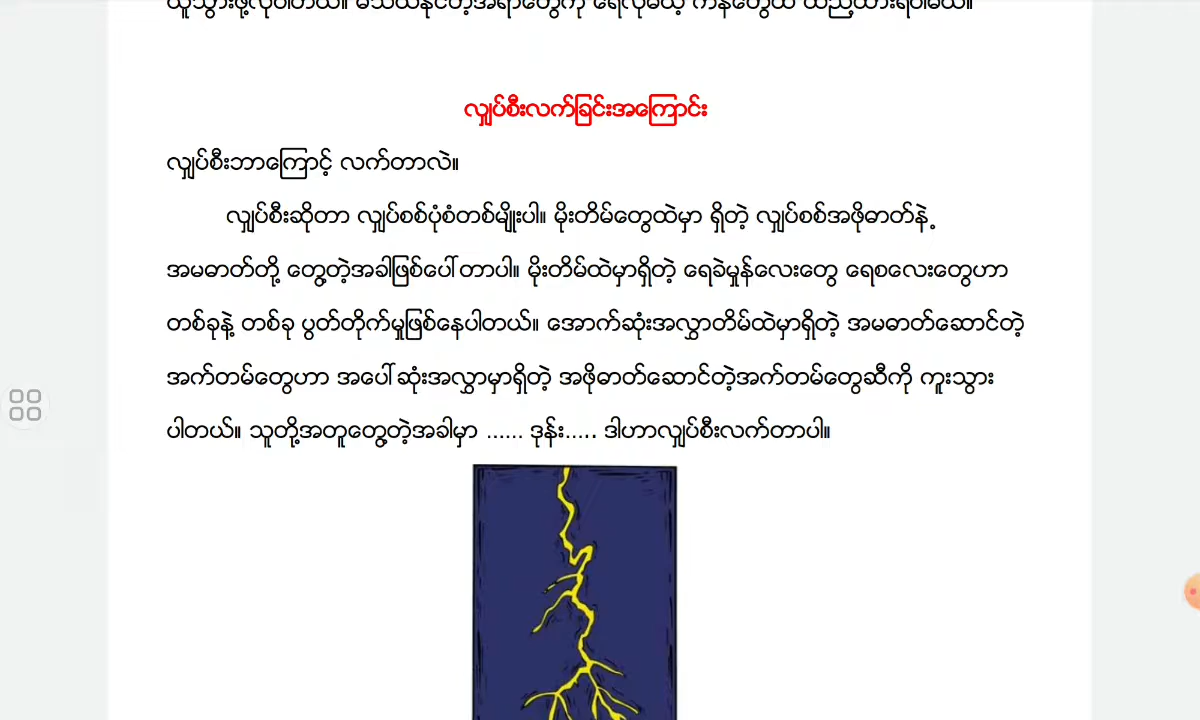 လျှပ်စီးလက်ခြင်းအကြောင်း
လျှပ်စီးဘာကြောင့် လက်တာလဲ။
လျှပ်စီးဆိုတာ လျှပ်စစ်ပုံစံတစ်မျိုးပါ။ မိုးတိမ်တွေထဲမှာ ရှိတဲ့ လျှပ်စစ်အဖိုဓာတ်နဲ့
အမဓာတ်တို့ တွေ့တဲ့အခါဖြစ်ပေါ်တာပါ။ မိုးတိမ်ထဲမှာရှိတဲ့ ရေခဲမှုန်လေးတွေ ရေစလေးတွေဟာ
တစ်ခုနဲ့ တစ်ခု ပွတ်တိုက်မှုဖြစ်နေပါတယ်။ အောက်ဆုံးအလွှာတိမ်ထဲမှာရှိတဲ့ အမဓာတ်ဆောင်တဲ့
အက်တမ်တွေဟာ အပေါ်ဆုံးအလွှာမှာရှိတဲ့ အဖိုဓာတ်ဆောင်တဲ့အက်တမ်တွေဆီကို ကူးသွား
ပါတယ်။ သူတို့အတူတွေ့တဲ့အခါမှာ ...... ဒုန်း..... ဒါဟာလျှပ်စီးလက်တာပါ။